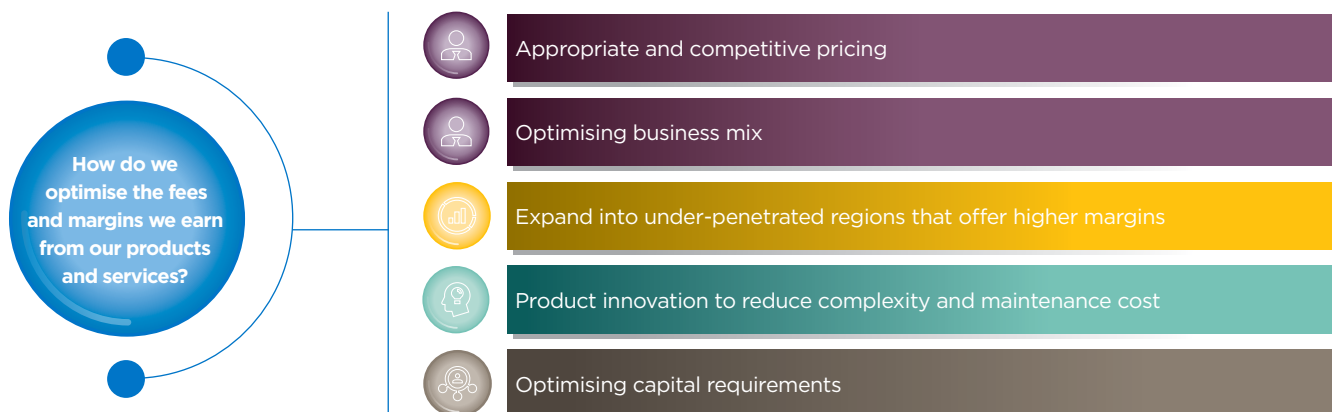 How do we
optimise the fees
and margins we earn
from our products
and services?
Appropriate and competitive pricing
Optimising business mix
Expand into under-penetrated regions that offer higher margins
Product innovation to reduce complexity and maintenance cost
Optimising capital requirements